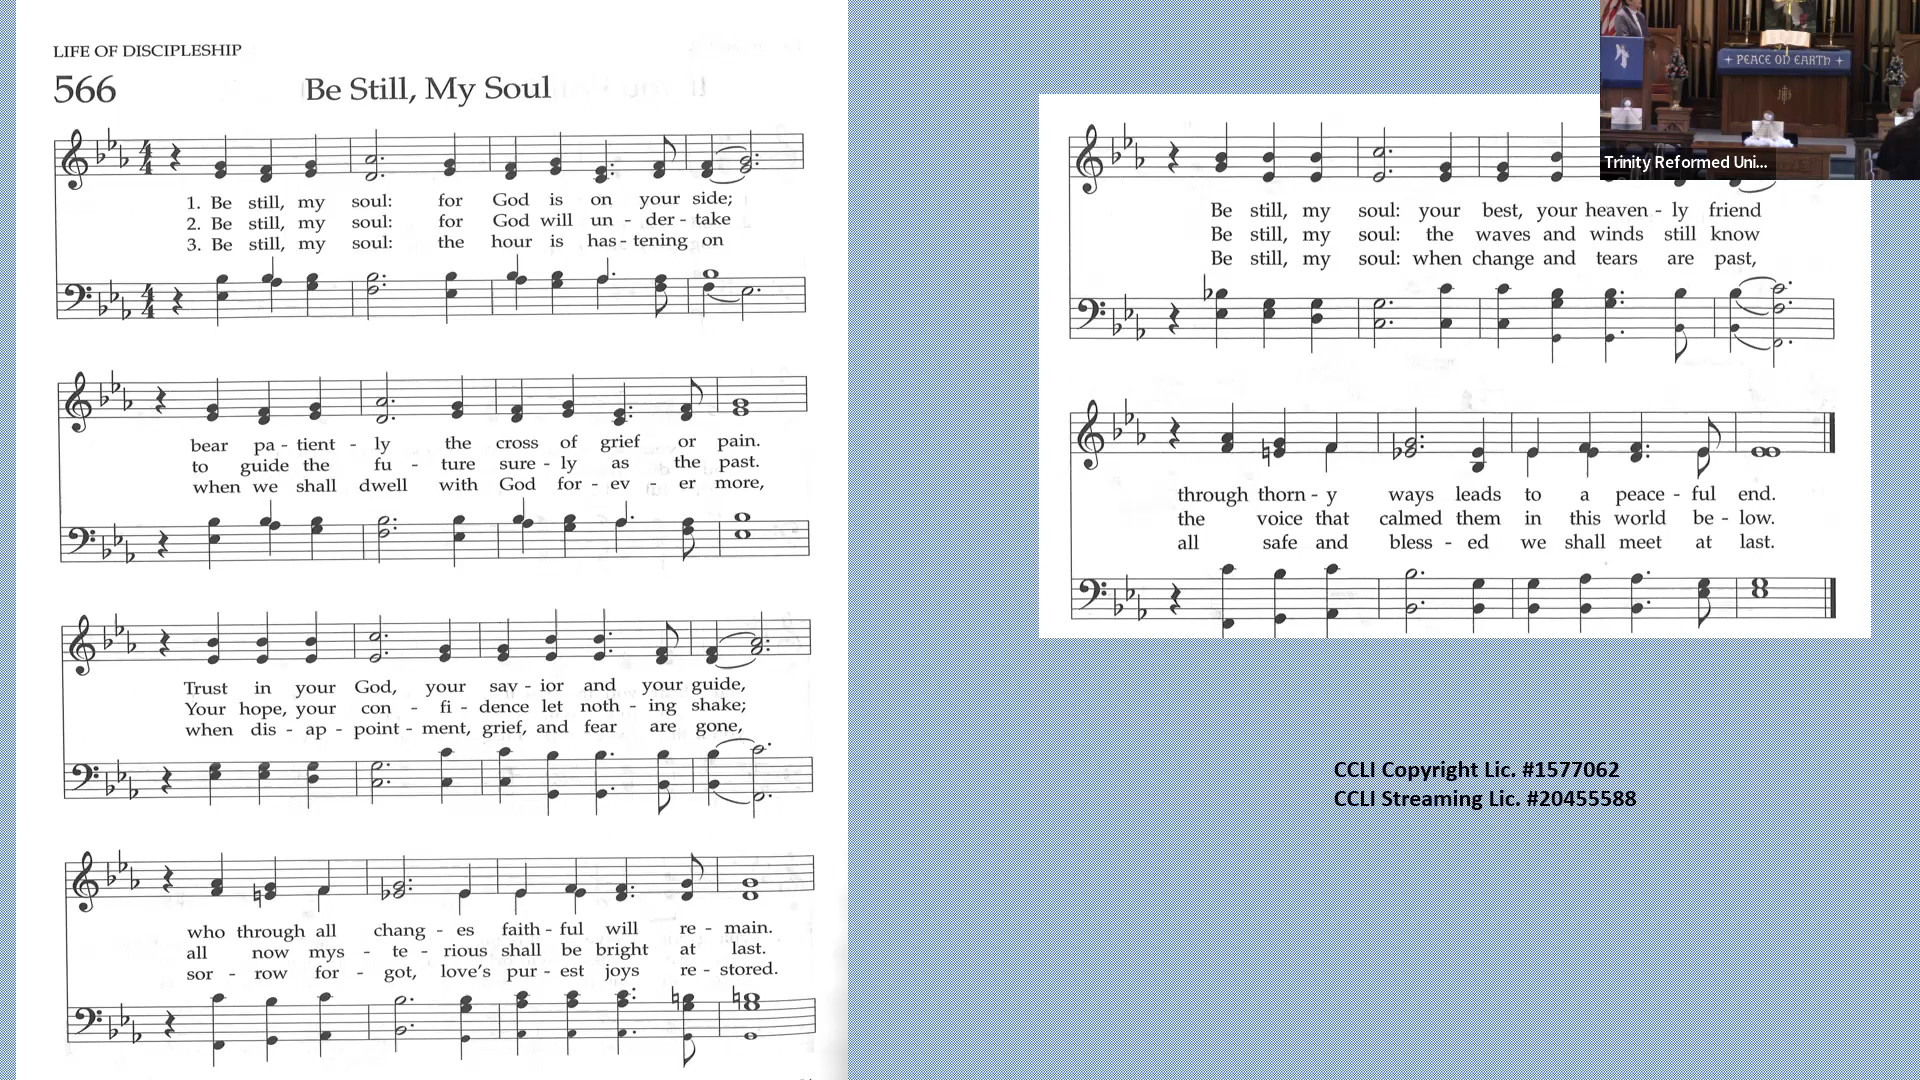 LIFE OF DISCIPLESHIP
566 Be Still, My Soul
1. Be still, my soul: for God is on your side;
2. Be still, my soul: for God will un - der - take
3. Be still, my soul: the hour is has - tening on
bear pa - tient - ly the cross of grief or pain.
to guide the fu - ture sure - ly as the past.
when we shall dwell with God for - ev - er more,
Trust in your God, your sav - ior and your guide,
Your hope, your con - fi - dence let noth - ing shake;
when dis - ap - point - ment, grief, and fear are gone,
who through all chang - es faith - ful will re - main.
all now mys - te - rious shall be bright at last.
sor - row for - got, love's pur - est joys re - stored.
Be still, my soul: your best, your heaven - ly friend
Be still, my soul: the waves and winds still know
Be still, my soul: when change and tears are past,
through thorn - y ways leads to a peace - ful end.
the voice that calmed them in this world be - low.
all safe and bless - ed we shall meet at last.
CCLI Copyright Lic. #1577062
CCLI Streaming Lic. #20455588
+ PEACE ON EARTH +
Trinity Reformed Uni...